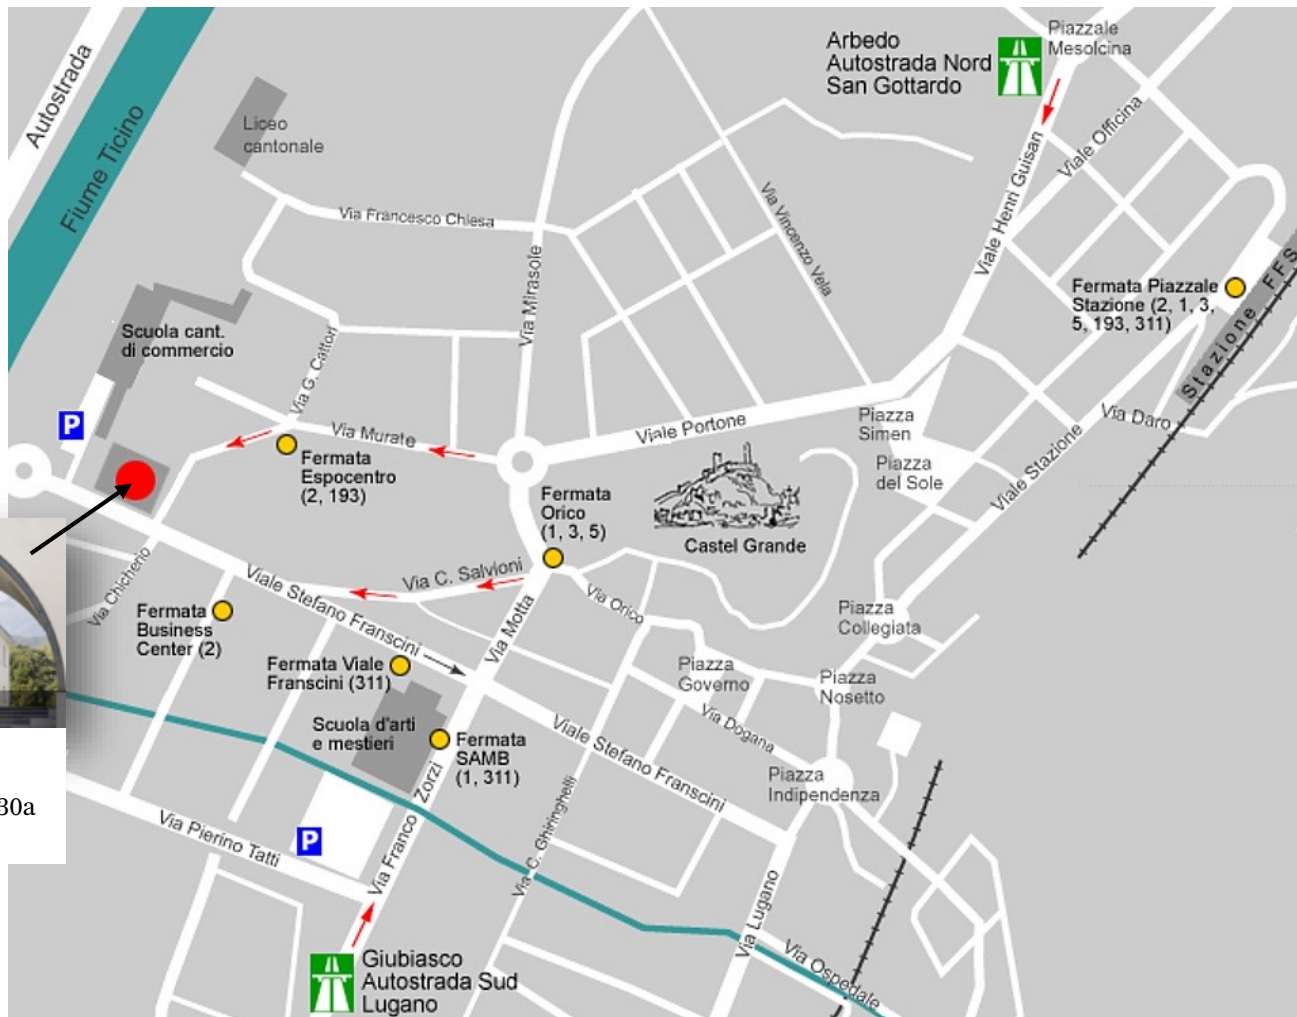 Autostrada
Fiume Ticino
Liceo
cantonale
Arbedo
Autostrada Nord
San Gottardo
Piazzale
Mesolcina
Viale Officina
Viale Henri Guisan
Via Vincenzo Vela
Via Francesco Chiesa
Via Mirasole
Fermata Piazzale
Stazione (2, 1, 3,
5, 193, 311)
Stazione FFS
Scuola cant.
di commercio
Via G. Cattori
P
Via Murate
Viale Portone
Piazza
Simen
Piazza
del Sole
Via Daro
Viale Stazione
Fermata
Espocentro
(2, 193)
Fermata
Orico
(1, 3, 5)
Castel Grande
Via C. Salvioni
Via Chicherio
Viale Stefano Franscini
Via Motta
Via Orico
Fermata
Business
Center (2)
Piazza
Collegiata
Fermata Viale
Franscini (311)
Piazza
Governo
Piazza
Nosetto
Scuola d'arti
e mestieri
Fermata
SAMB
(1, 311)
Viale Stefano Franscini
Via Dogana
Piazza
Indipendenza
30a
Via Pierino Tatti
P
Via Franco Zorzi
Via C. Ghiringhelli
Via Lugano
Via Ospedale
Giubiasco
Autostrada Sud
Lugano